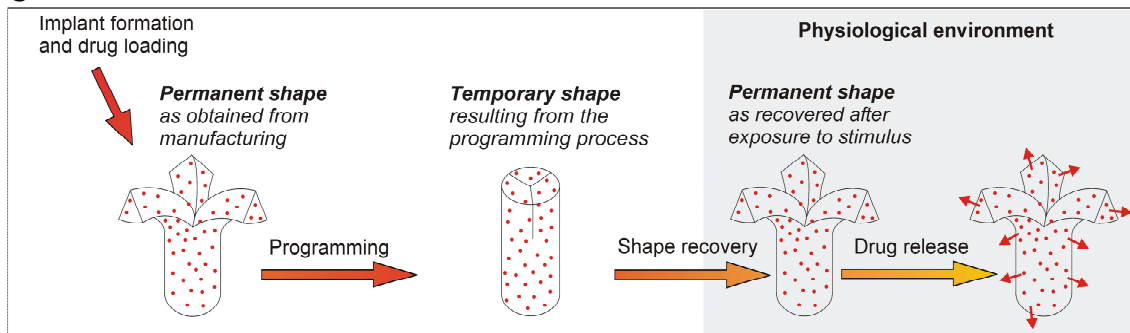 Implant formation
and drug loading
Physiological environment
Permanent shape
as obtained from
manufacturing
Temporary shape
resulting from the
programming process
Permanent shape
as recovered after
exposure to stimulus
Programming
Shape recovery
Drug release